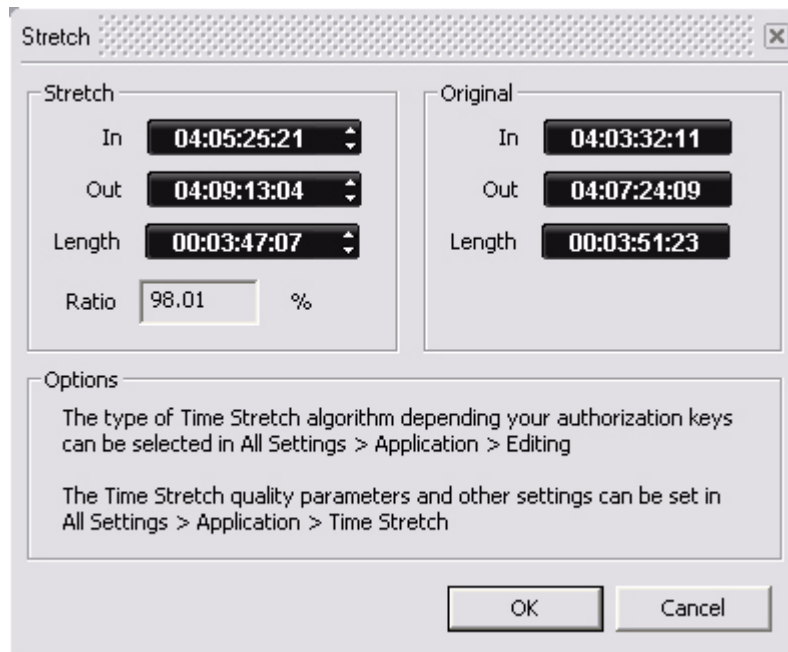 Stretch
Stretch
In 04:05:25:21
Out 04:09:13:04
Length 00:03:47:07
Ratio 98.01 %
Original
In 04:03:32:11
Out 04:07:24:09
Length 00:03:51:23
Options
The type of Time Stretch algorithm depending your authorization keys
can be selected in All Settings > Application > Editing
The Time Stretch quality parameters and other settings can be set in
All Settings > Application > Time Stretch
OK
Cancel